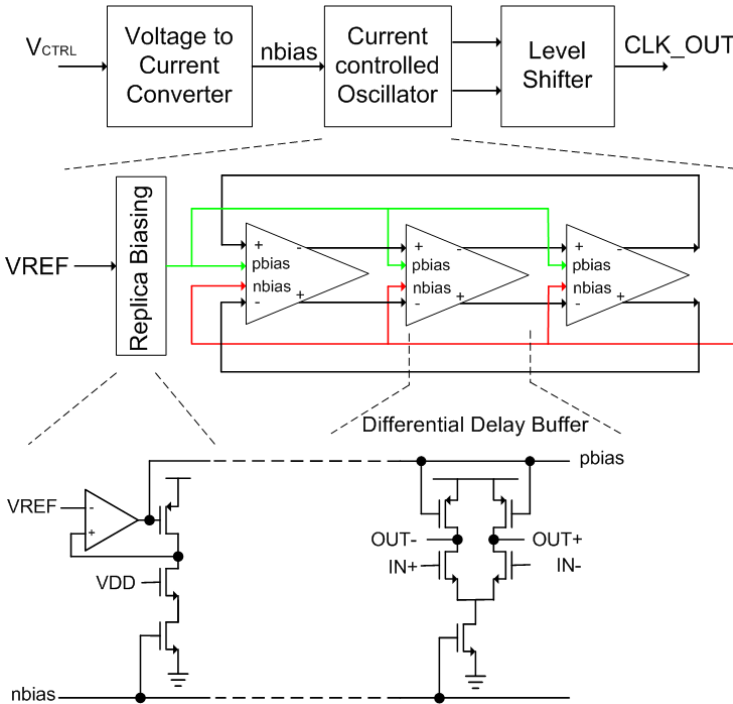 VCTRL
Voltage to
Current
Converter
nbias
Current
controlled
Oscillator
Level
Shifter
CLK_OUT
VREF
Replica Biasing
+
-
pbias
nbias
-
+
+
-
pbias
nbias
-
+
+
-
pbias
nbias
-
+
Differential Delay Buffer
pbias
VREF
-
+
VDD
nbias
OUT-
OUT+
IN+
IN-